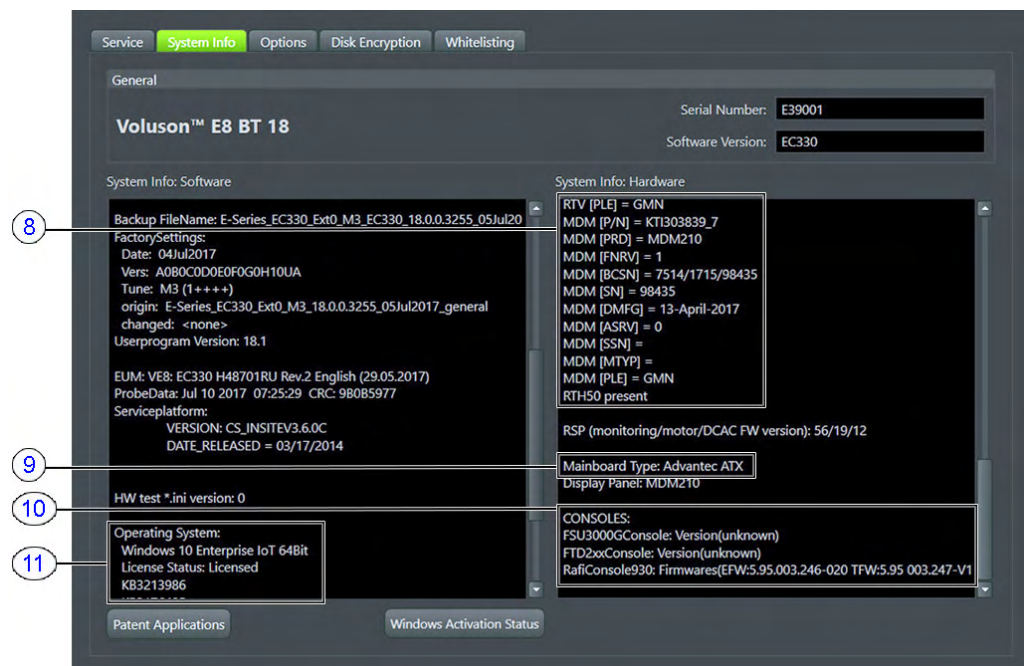 Service System Info Options Disk Encryption Whitelisting
General
Voluson™ E8 BT 18
Serial Number: E39001
Software Version: EC330
System Info: Software
Backup FileName: E-Series_EC330_Ext0_M3_EC330_18.0.0.3255_05Jul20
FactorySettings:
Date: 04Jul2017
Vers: A0B0C0D0E0F0G0H10UA
Tune: M3 (1++++)
origin: E-Series_EC330_Ext0_M3_18.0.0.3255_05Jul2017_general
changed: <none>
Userprogram Version: 18.1
EUM: VE8: EC330 H48701RU Rev.2 English (29.05.2017)
ProbeData: Jul 10 2017 07:25:29 CRC: 9B0B5977
Serviceplatform:
VERSION: CS_INSITEV3.6.0C
DATE_RELEASED = 03/17/2014
HW test *.ini version: 0
Operating System:
Windows 10 Enterprise IoT 64Bit
License Status: Licensed
KB3213986
System Info: Hardware
RTV [PLE] = GMN
MDM [P/N] = KTI303839_7
MDM [PRD] = MDM210
MDM [FNRV] = 1
MDM [BCSN] = 7514/1715/98435
MDM [SN] = 98435
MDM [DMFG] = 13-April-2017
MDM [ASRV] = 0
MDM [SSN] =
MDM [MTYP] =
MDM [PLE] = GMN
RTH50 present
RSP (monitoring/motor/DCAC FW version): 56/19/12
Mainboard Type: Advantec ATX
Display Panel: MDM210
CONSOLES:
FSU3000GConsole: Version(unknown)
FTD2xxConsole: Version(unknown)
RafiConsole930: Firmwares(EFW:5.95.003.246-020 TFW:5.95 003.247-V1
Patent Applications
Windows Activation Status
8
9
10
11